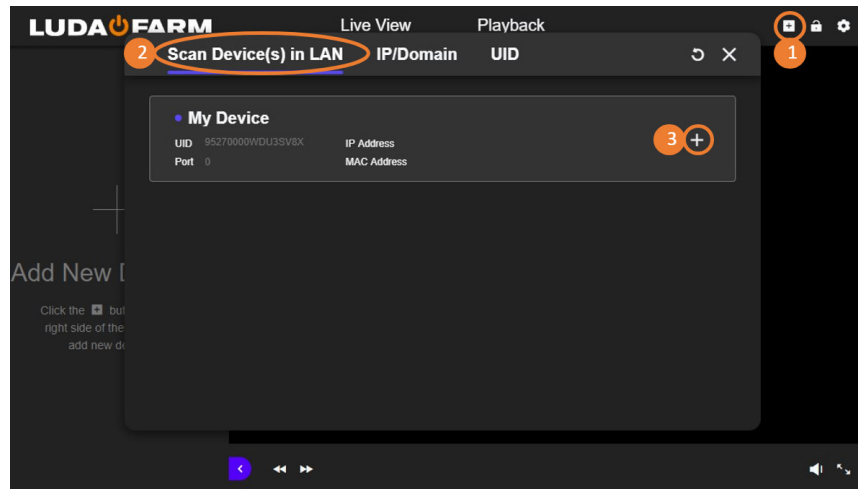 LUDA FARM
Live View
Playback
1
2
Scan Device(s) in LAN
IP/Domain
UID
My Device
UID 95270000WDU3SV8X
IP Address
Port 0
MAC Address
3
Add New
Click the
right side of the
add new